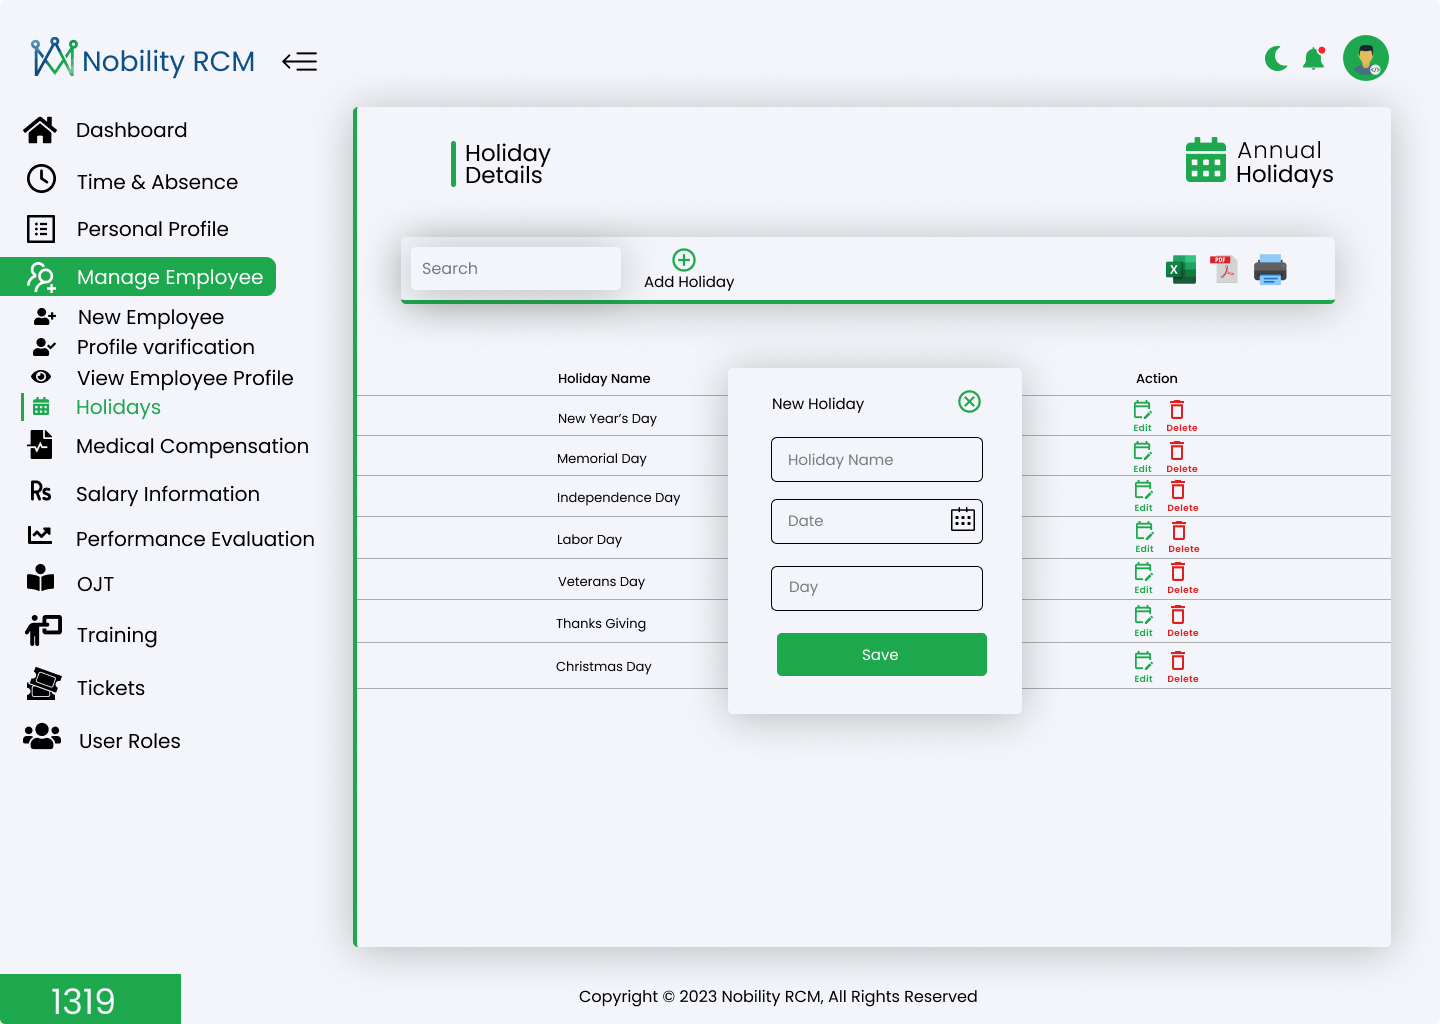 Nobility RCM
Dashboard
Time & Absence
Personal Profile
Manage Employee
New Employee
Profile varification
View Employee Profile
Holidays
Medical Compensation
Rs
Salary Information
Performance Evaluation
OJT
Training
Tickets
User Roles
1319
Holiday
Details
Annual
Holidays
Search
Add Holiday
X
PDF
Holiday Name
Action
New Year's Day
Edit Delete
Memorial Day
Edit Delete
Independence Day
Edit Delete
Labor Day
Edit Delete
Veterans Day
Edit Delete
Thanks Giving
Edit Delete
Christmas Day
Edit Delete
New Holiday
Holiday Name
Date
Day
Save
Copyright © 2023 Nobility RCM, All Rights Reserved